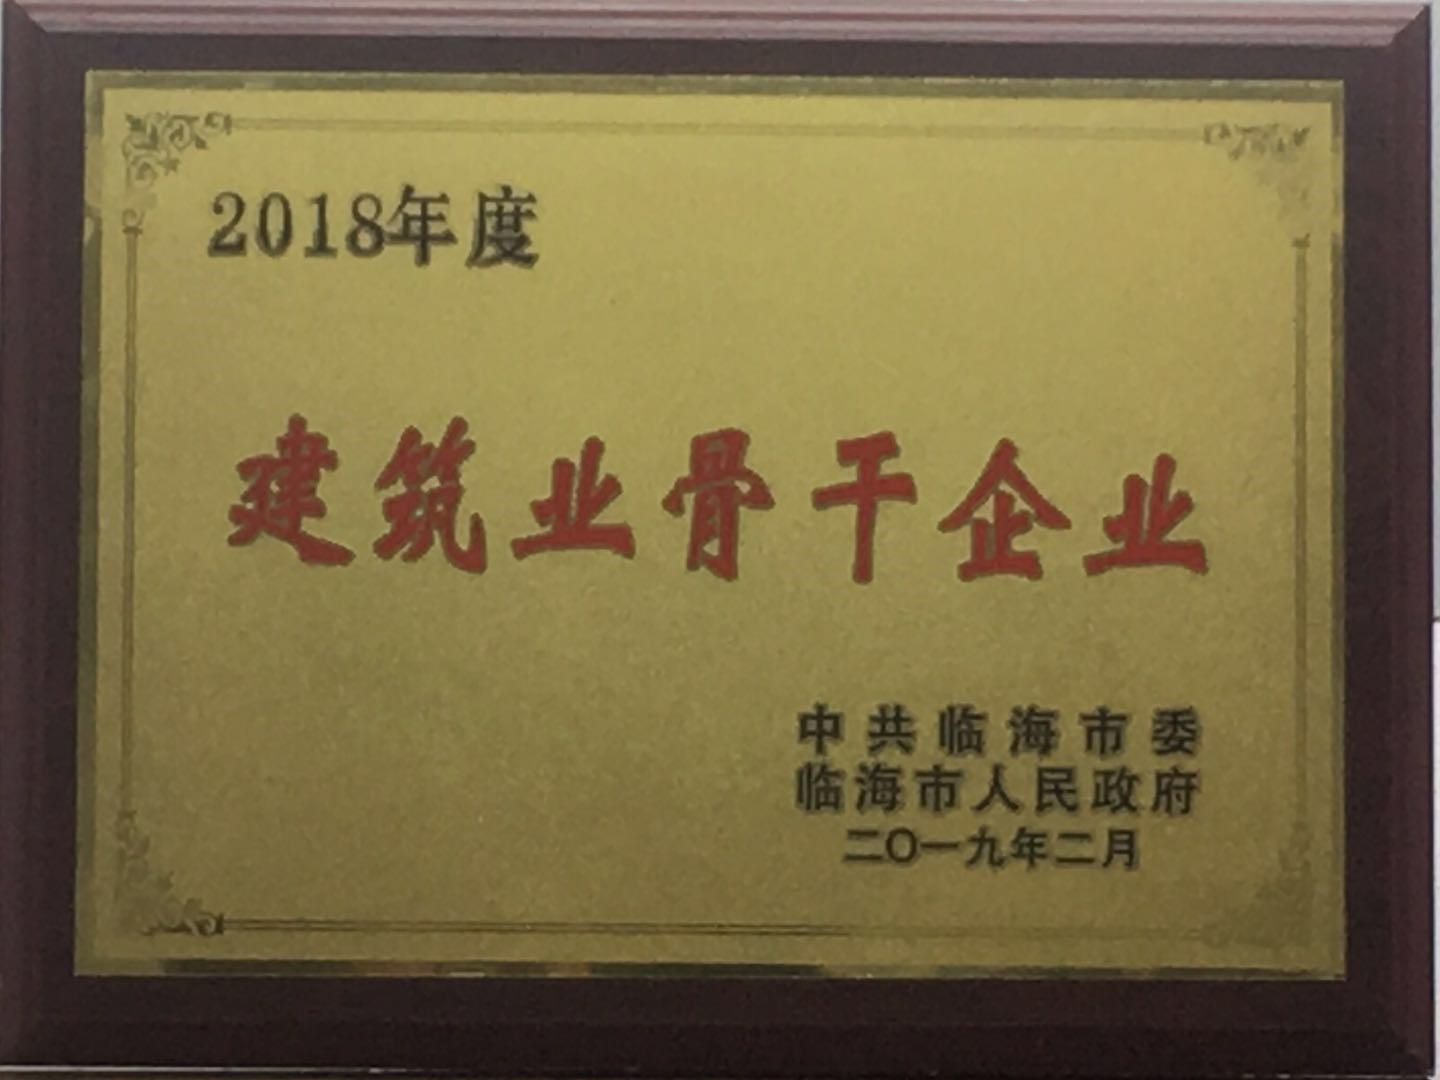 2018年度
建筑业骨干企业
中共临海市委
临海市人民政府
二〇一九年二月